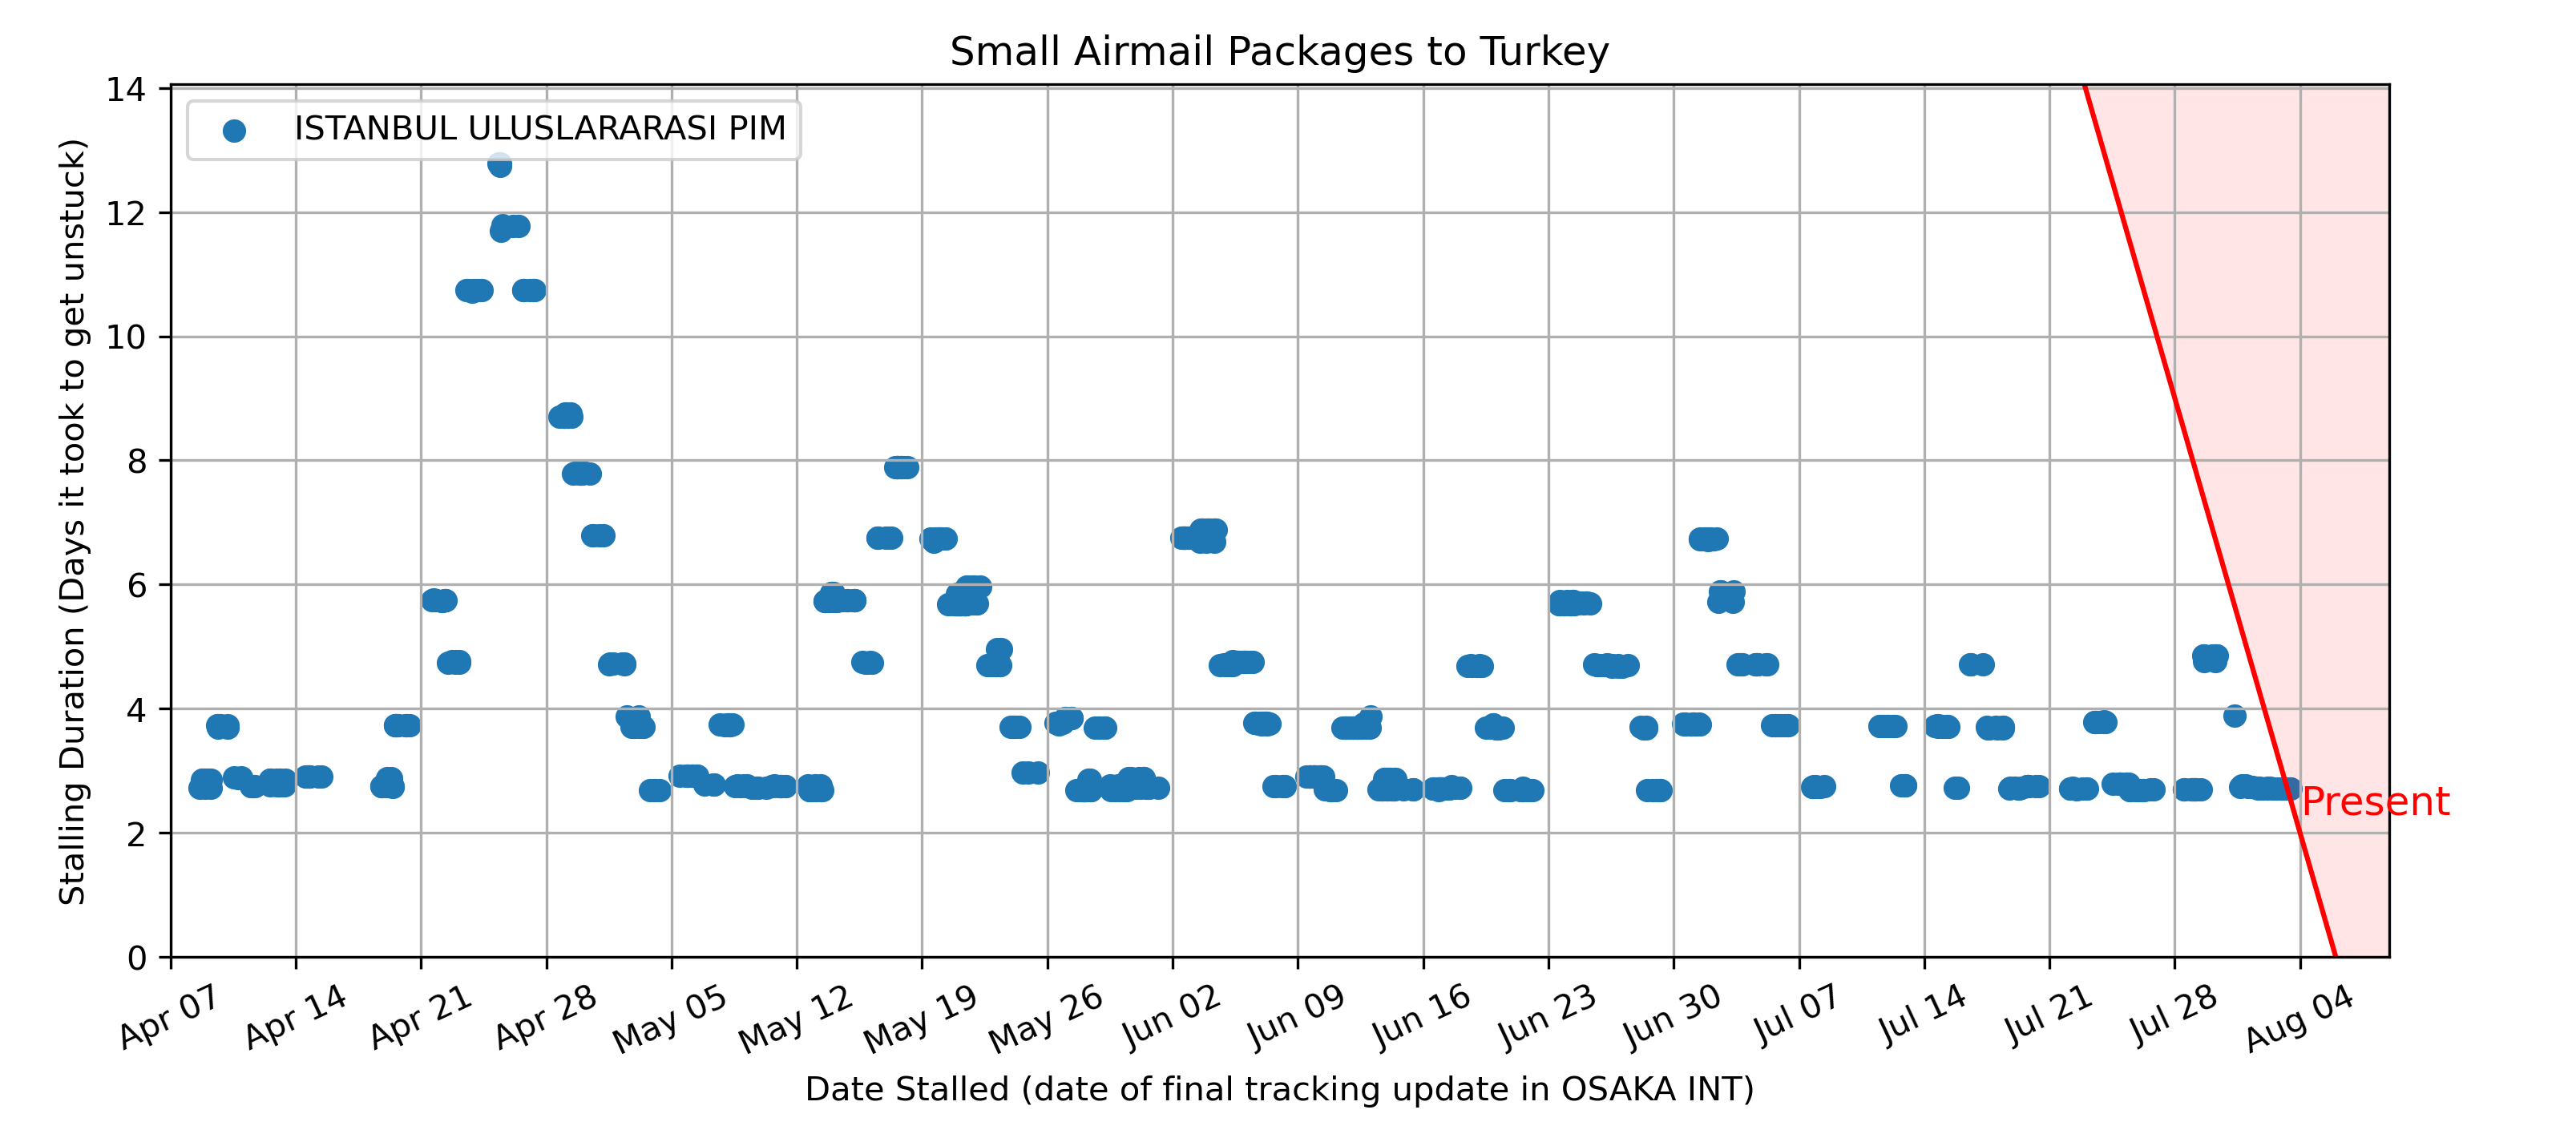 Small Airmail Packages to Turkey
ISTANBUL ULUSLARARASI PIM
Stalling Duration (Days it took to get unstuck)
14
12
10
8
6
4
2
0
Present
Apr 07
Apr 14
Apr 21
Apr 28
May 05
May 12
May 19
May 26
Jun 02
Jun 09
Jun 16
Jun 23
Jun 30
Jul 07
Jul 14
Jul 21
Jul 28
Aug 04
Date Stalled (date of final tracking update in OSAKA INT)